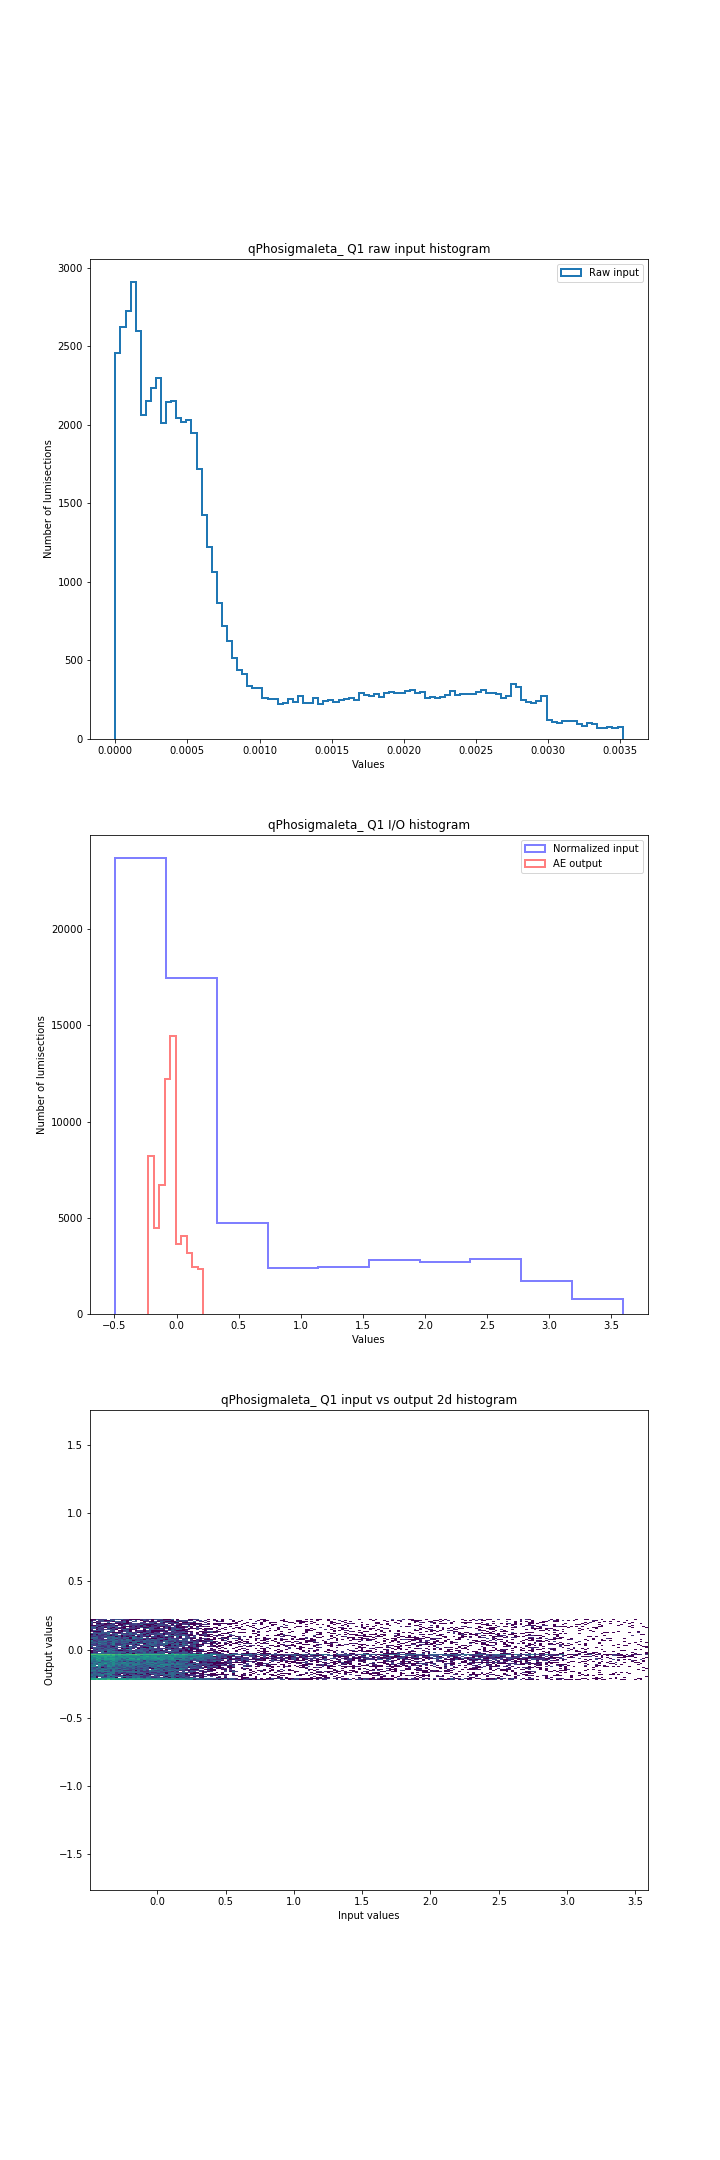 qPhosigmaIeta_ Q1 raw input histogram
3000
2500
2000
1500
1000
500
0
Number of lumisections
Raw input
0.0000 0.0005 0.0010 0.0015 0.0020 0.0025 0.0030 0.0035
Values
qPhosigmaIeta_ Q1 I/O histogram
20000
15000
10000
5000
0
Number of lumisections
Normalized input
AE output
−0.5 0.0 0.5 1.0 1.5 2.0 2.5 3.0 3.5
Values
qPhosigmaIeta_ Q1 input vs output 2d histogram
1.5
1.0
0.5
0.0
−0.5
−1.0
−1.5
Output values
0.0 0.5 1.0 1.5 2.0 2.5 3.0 3.5
Input values